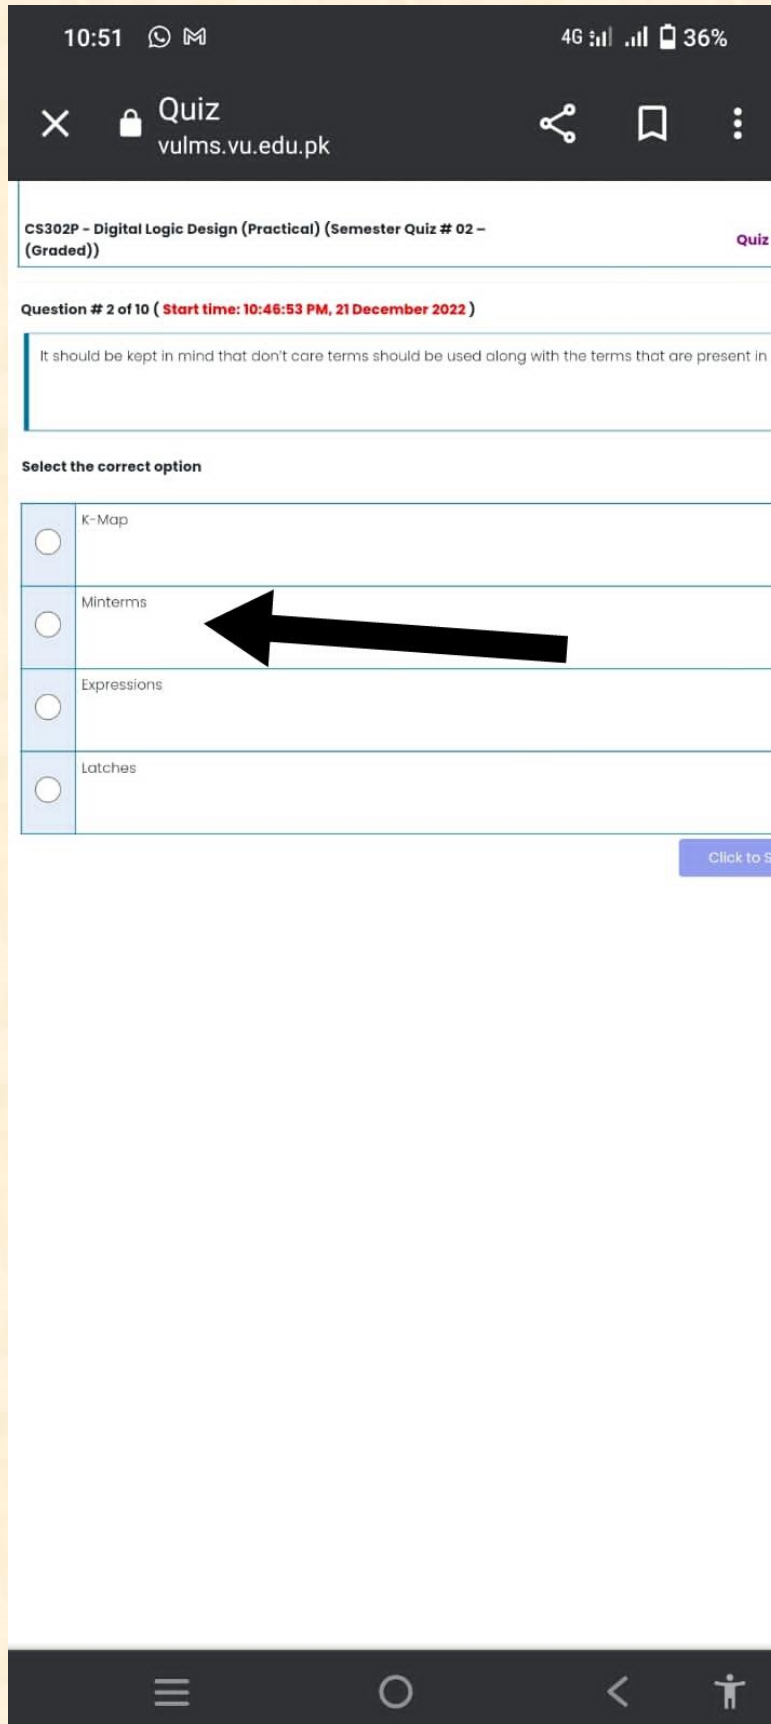 10:51 4G 36%
Quiz
vulms.vu.edu.pk
CS302P - Digital Logic Design (Practical) (Semester Quiz # 02 –
(Graded))
Quiz
Question # 2 of 10 ( Start time: 10:46:53 PM, 21 December 2022 )
It should be kept in mind that don't care terms should be used along with the terms that are present in
Select the correct option
K-Map
Minterms
Expressions
Latches
Click to S